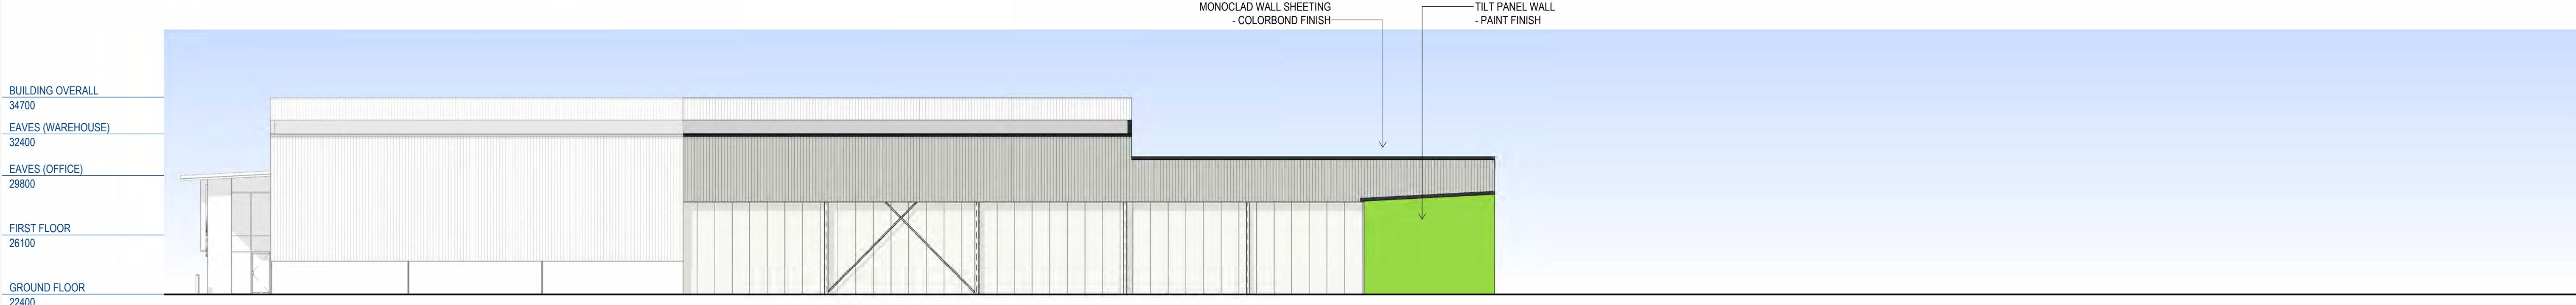 MONOCLAD WALL SHEETING
- COLORBOND FINISH
TILT PANEL WALL
- PAINT FINISH
BUILDING OVERALL
34700
EAVES (WAREHOUSE)
32400
EAVES (OFFICE)
29800
FIRST FLOOR
26100
GROUND FLOOR
22400